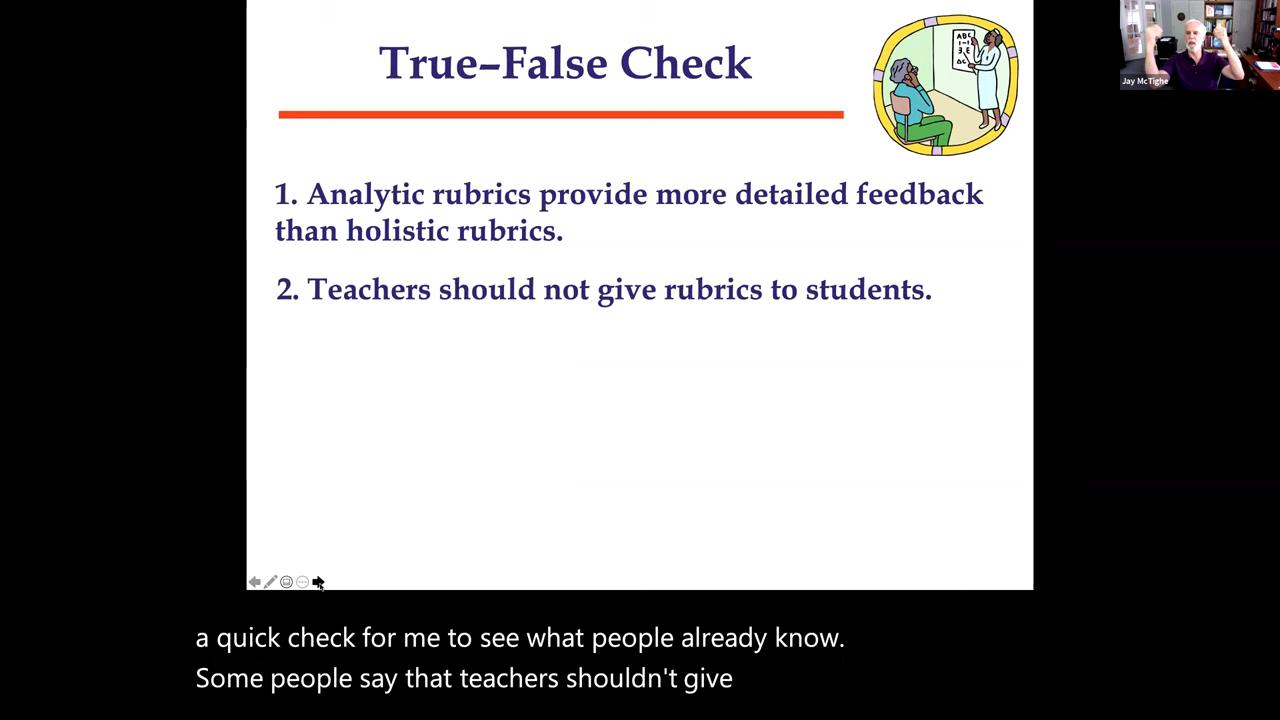 True–False Check
ABC
Jay McTighe
1. Analytic rubrics provide more detailed feedback
than holistic rubrics.
2. Teachers should not give rubrics to students.
a quick check for me to see what people already know.
Some people say that teachers shouldn't give